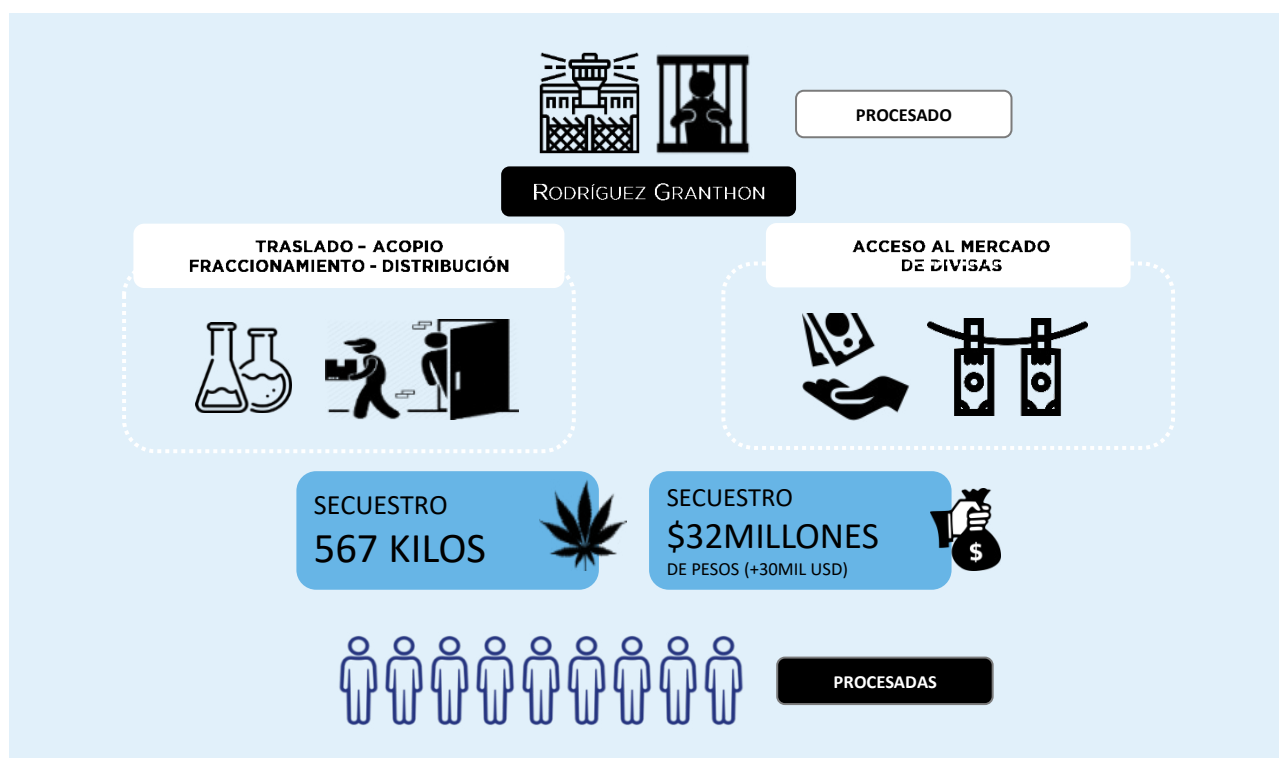 PROCESADO
RODRÍGUEZ GRANTHON
TRASLADO - ACOPIO
FRACCIONAMIENTO - DISTRIBUCIÓN
ACCESO AL MERCADO
DE DIVISAS
SECUESTRO
567 KILOS
SECUESTRO
$32MILLONES
DE PESOS (+30MIL USD)
$
PROCESADAS